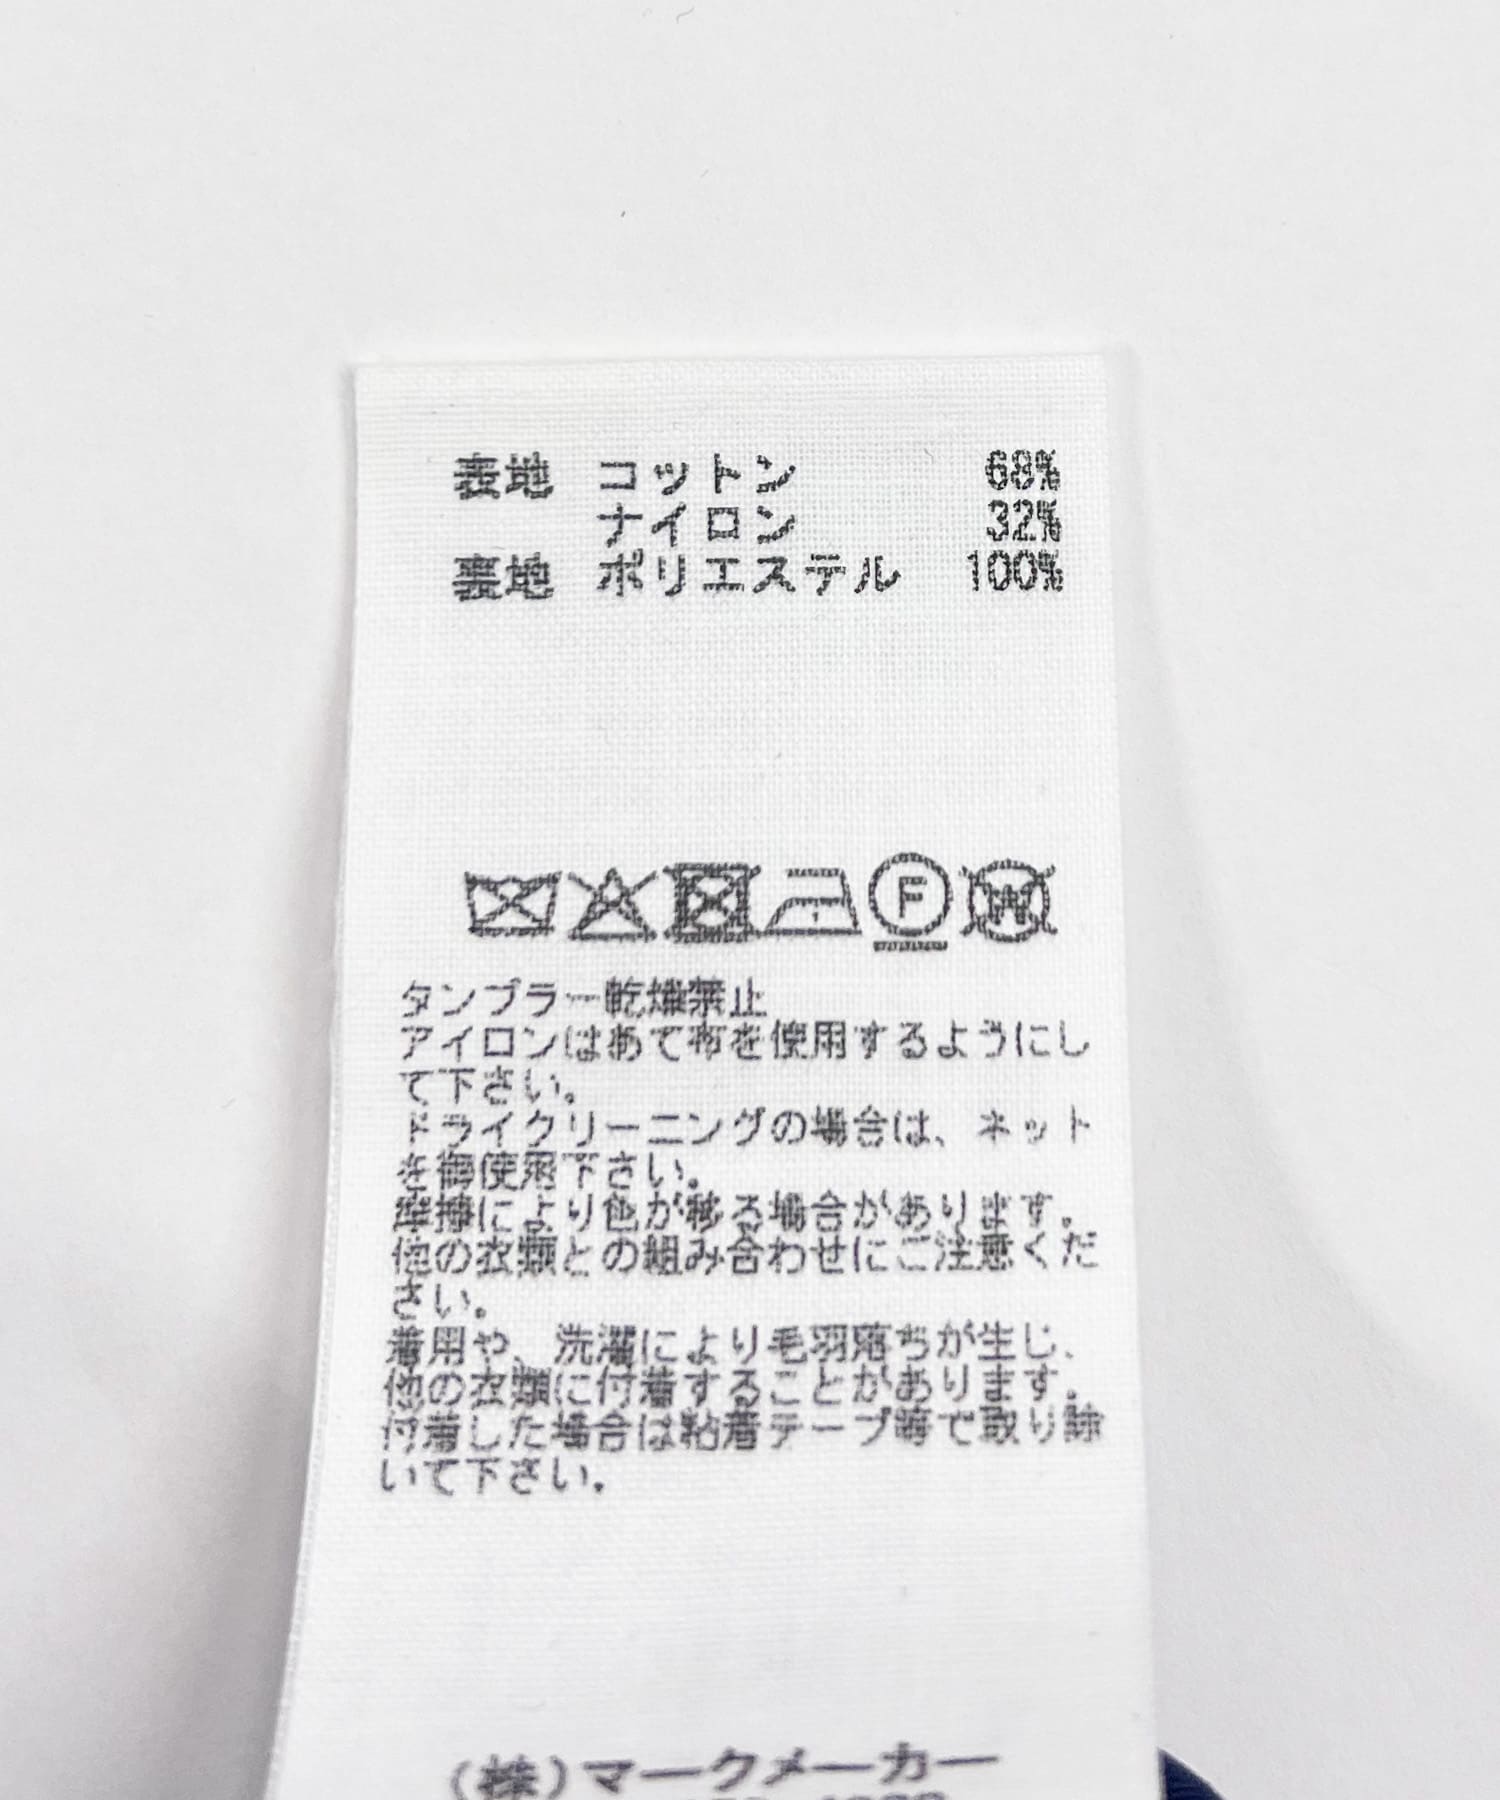 表地 コットン 68%
ナイロン 32%
裏地 ポリエステル 100%
F
W
タンブラー乾燥禁止
アイロンはあて布を使用するようにし
て下さい。
ドライクリーニングの場合は、ネット
を御使用下さい。
摩擦により色が移る場合があります。
他の衣類との組み合わせにご注意くだ
さい。
着用や、洗濯により毛羽落ちが生じ、
他の衣類に付着することがあります。
付着した場合は粘着テープ等で取り除
いて下さい。
(株)マークメーカー